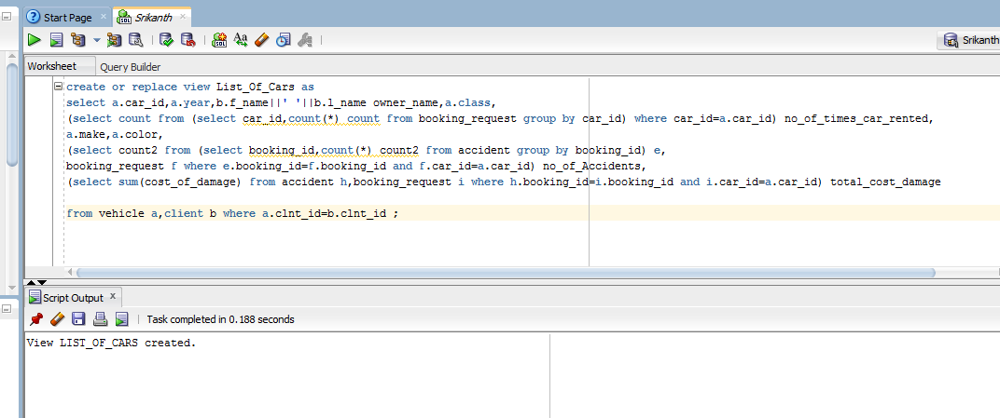 Start Page
Srikanth
Srikanth
Worksheet
Query Builder
create or replace view List_Of_Cars as
select a.car_id,a.year,b.f_name||' '||b.l_name owner_name,a.class,
(select count from (select car_id,count(*) count from booking_request group by car_id) where car_id=a.car_id) no_of_times_car_rented,
a.make,a.color,
(select count2 from (select booking_id,count(*) count2 from accident group by booking_id) e,
booking_request f where e.booking_id=f.booking_id and f.car_id=a.car_id) no_of_Accidents,
(select sum(cost_of_damage) from accident h,booking_request i where h.booking_id=i.booking_id and i.car_id=a.car_id) total_cost_damage
from vehicle a,client b where a.clnt_id=b.clnt_id ;
Script Output x
Task completed in 0.188 seconds
View LIST_OF_CARS created.